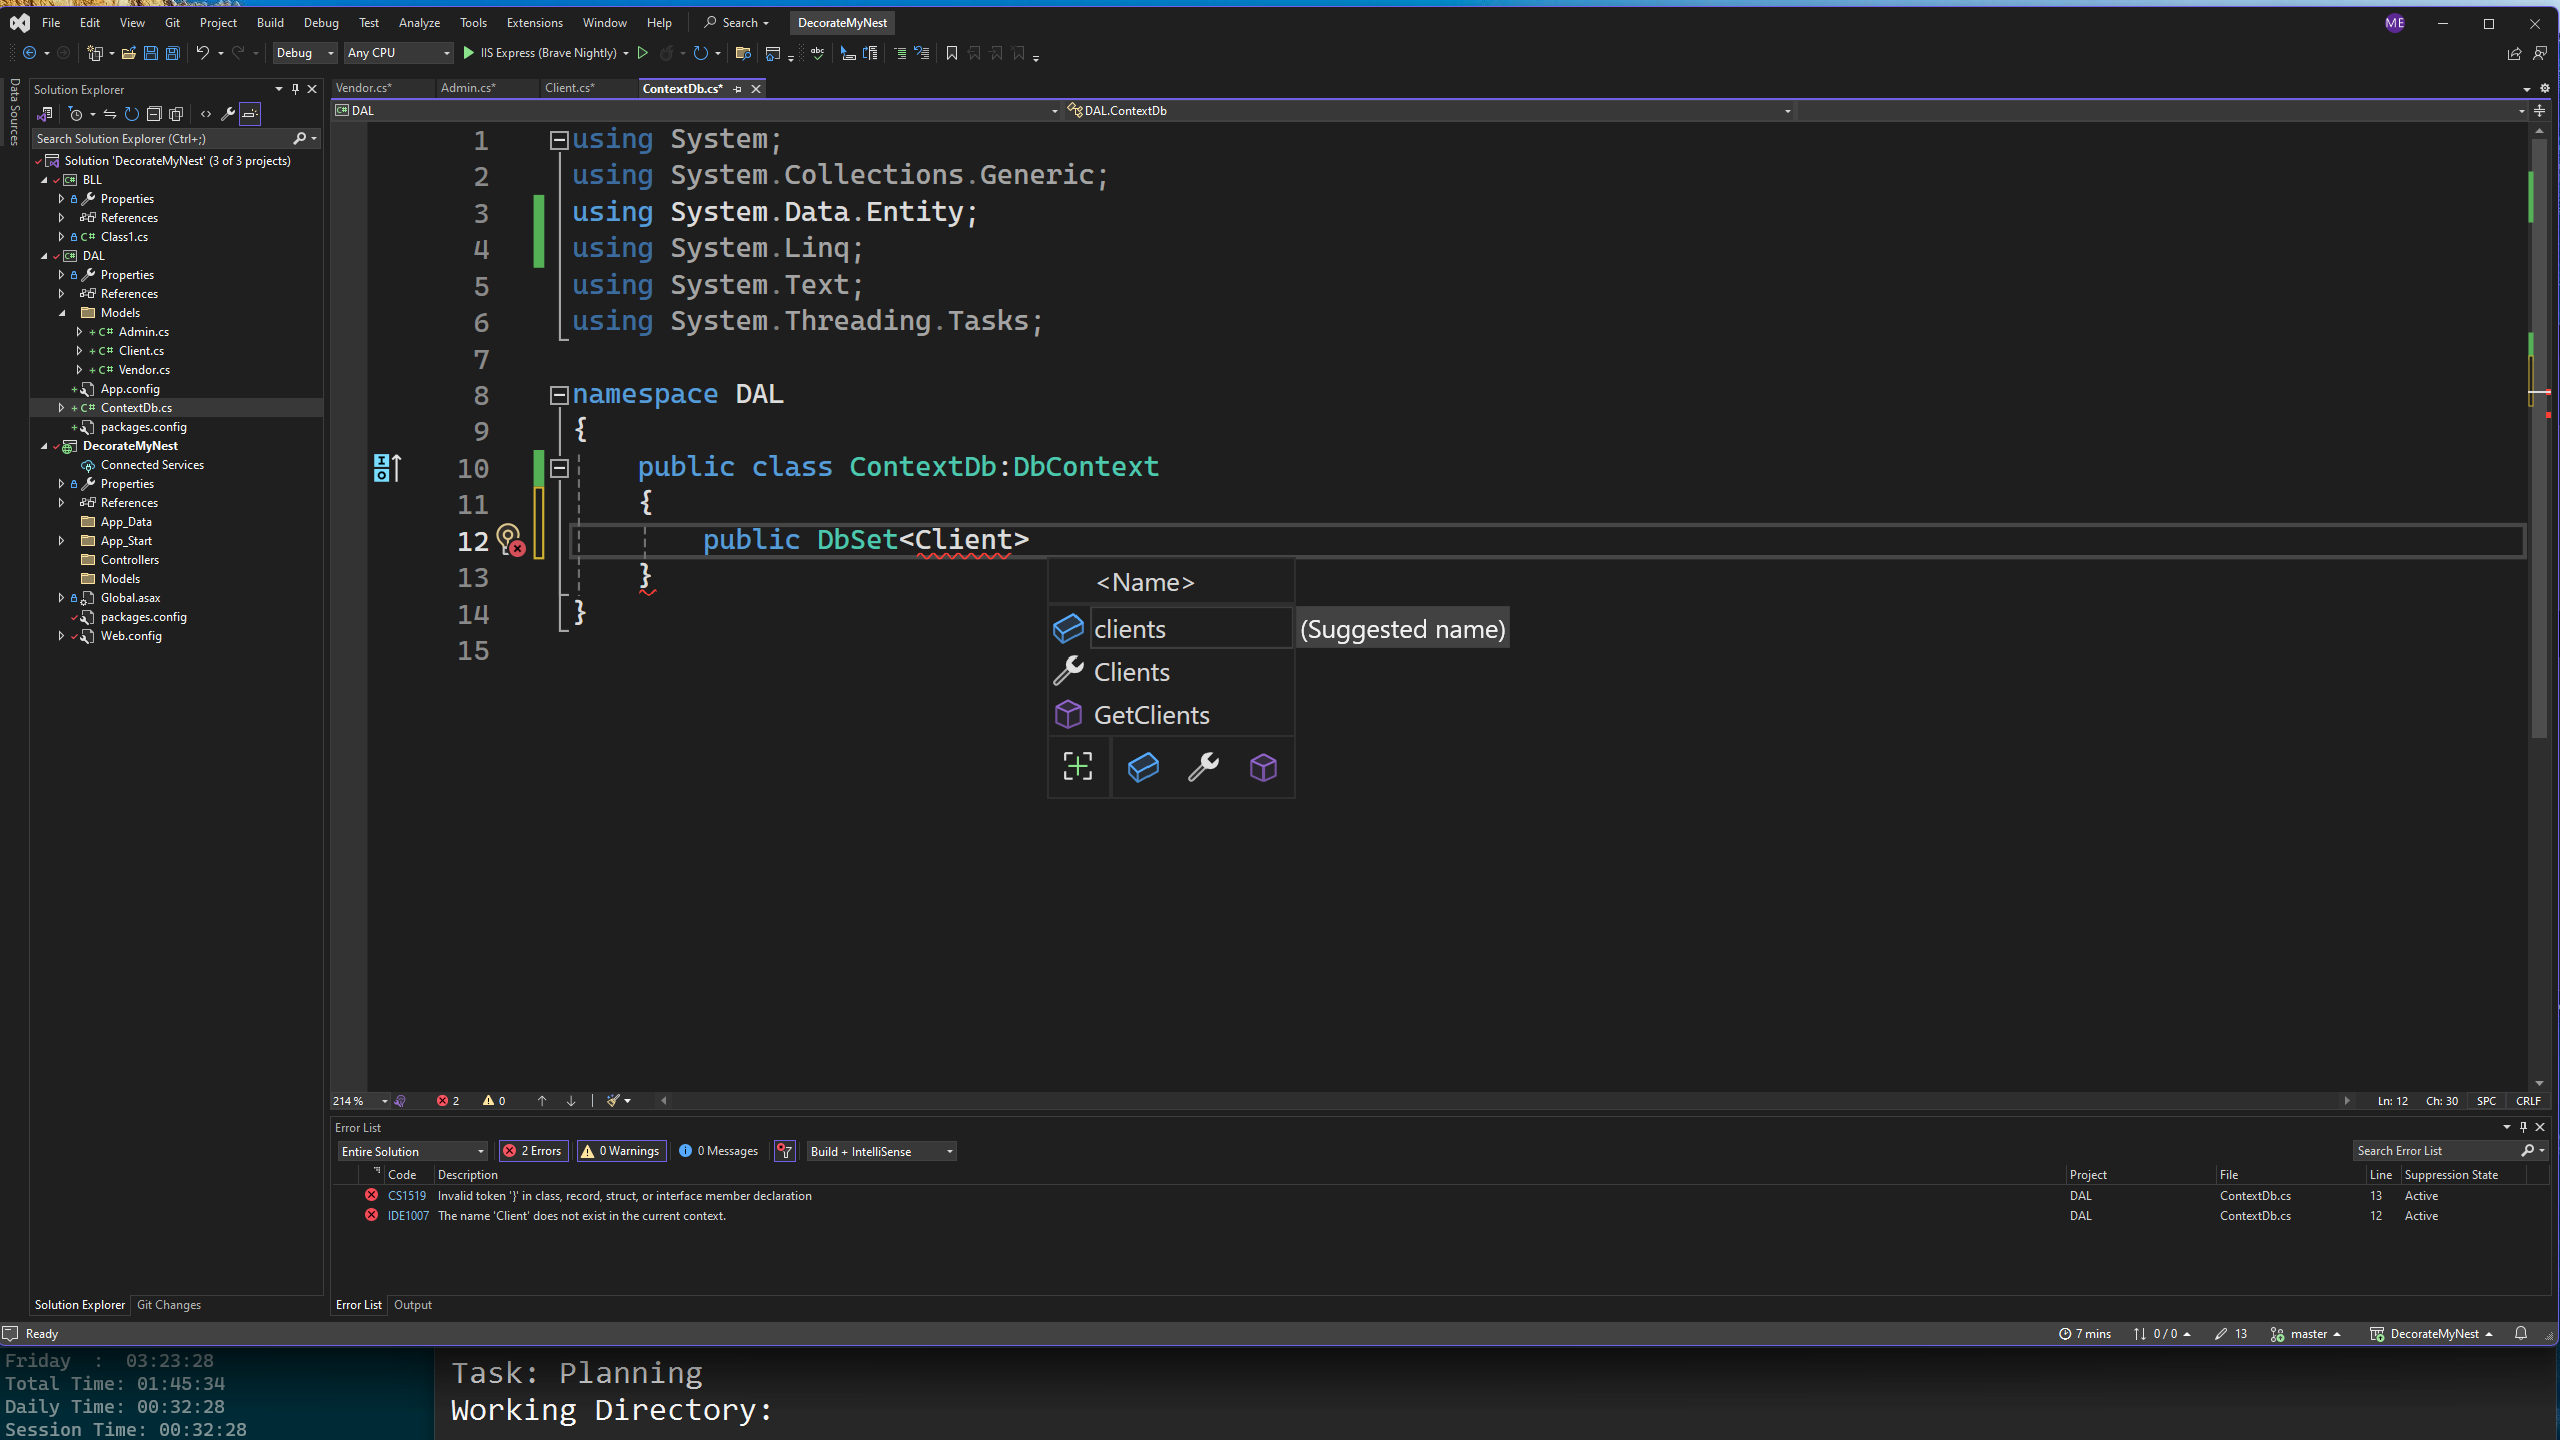 File Edit View Git Project Build Debug Test Analyze Tools Extensions Window Help Search DecorateMyNest ME
Debug Any CPU IIS Express (Brave Nightly)
Data Sources
Solution Explorer
Search Solution Explorer (Ctrl+;)
Solution 'DecorateMyNest' (3 of 3 projects)
BLL
Properties
References
C# Class1.cs
DAL
Properties
References
Models
C# Admin.cs
C# Client.cs
C# Vendor.cs
App.config
C# ContextDb.cs
packages.config
DecorateMyNest
Connected Services
Properties
References
App_Data
App_Start
Controllers
Models
Global.asax
packages.config
Web.config
Solution Explorer Git Changes
Vendor.cs* Admin.cs* Client.cs* ContextDb.cs*
C# DAL DAL.ContextDb
1 using System;
2 using System.Collections.Generic;
3 using System.Data.Entity;
4 using System.Linq;
5 using System.Text;
6 using System.Threading.Tasks;
7
8 namespace DAL
9 {
10 public class ContextDb:DbContext
11 {
12 public DbSet<Client>
13 }
14 }
15
<Name>
clients (Suggested name)
Clients
GetClients
214 % 2 0 Ln: 12 Ch: 30 SPC CRLF
Error List
Entire Solution 2 Errors 0 Warnings 0 Messages Build + IntelliSense Search Error List
Code Description Project File Line Suppression State
CS1519 Invalid token '}' in class, record, struct, or interface member declaration DAL ContextDb.cs 13 Active
IDE1007 The name 'Client' does not exist in the current context. DAL ContextDb.cs 12 Active
Error List Output
Ready 7 mins 0 / 0 13 master DecorateMyNest
Friday : 03:23:28
Total Time: 01:45:34
Daily Time: 00:32:28
Session Time: 00:32:28
Task: Planning
Working Directory: